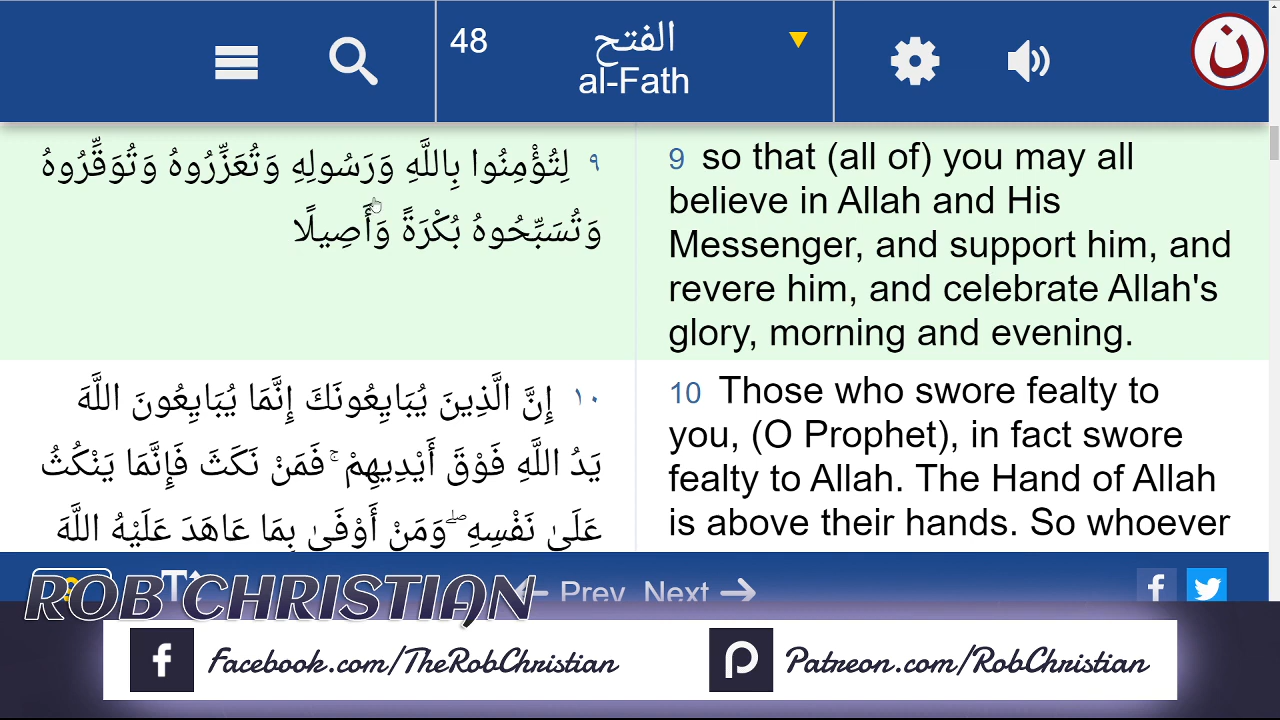 48
الفتح
al-Fath
ن
٩ لِتُؤْمِنُوا بِاللَّهِ وَرَسُولِهِ وَتُعَزِّرُوهُ وَتُوَقِّرُوهُ
وَتُسَبِّحُوهُ بُكْرَةً وَأَصِيلًا
9 so that (all of) you may all
believe in Allah and His
Messenger, and support him, and
revere him, and celebrate Allah's
glory, morning and evening.
١٠ إِنَّ الَّذِينَ يُبَايِعُونَكَ إِنَّمَا يُبَايِعُونَ اللَّهَ
يَدُ اللَّهِ فَوْقَ أَيْدِيهِمْ ۚ فَمَنْ نَكَثَ فَإِنَّمَا يَنْكُثُ
عَلَىٰ نَفْسِهِ ۖ وَمَنْ أَوْفَىٰ بِمَا عَاهَدَ عَلَيْهُ اللَّهَ
10 Those who swore fealty to
you, (O Prophet), in fact swore
fealty to Allah. The Hand of Allah
is above their hands. So whoever
Prev Next
ROB CHRISTIAN
Facebook.com/TheRobChristian
Patreon.com/RobChristian